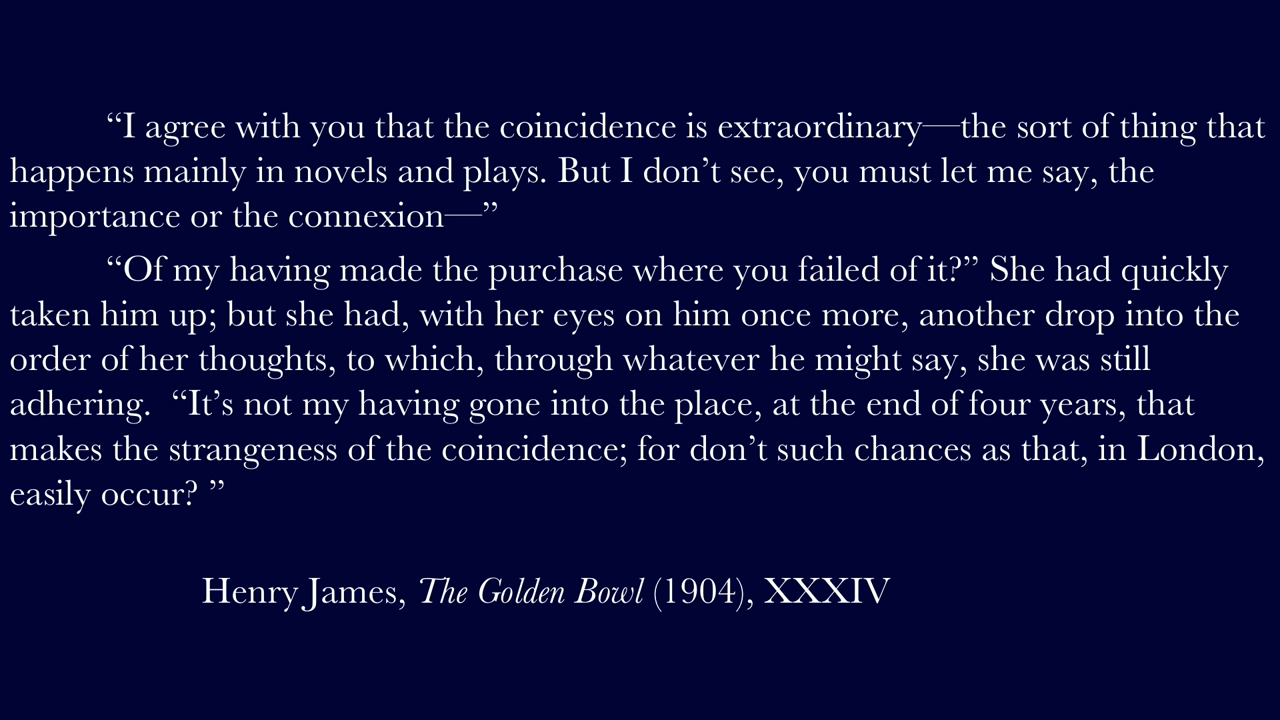 “I agree with you that the coincidence is extraordinary—the sort of thing that
happens mainly in novels and plays. But I don’t see, you must let me say, the
importance or the connexion—”
“Of my having made the purchase where you failed of it?” She had quickly
taken him up; but she had, with her eyes on him once more, another drop into the
order of her thoughts, to which, through whatever he might say, she was still
adhering.  “It’s not my having gone into the place, at the end of four years, that
makes the strangeness of the coincidence; for don’t such chances as that, in London,
easily occur? ”
Henry James, The Golden Bowl (1904), XXXIV